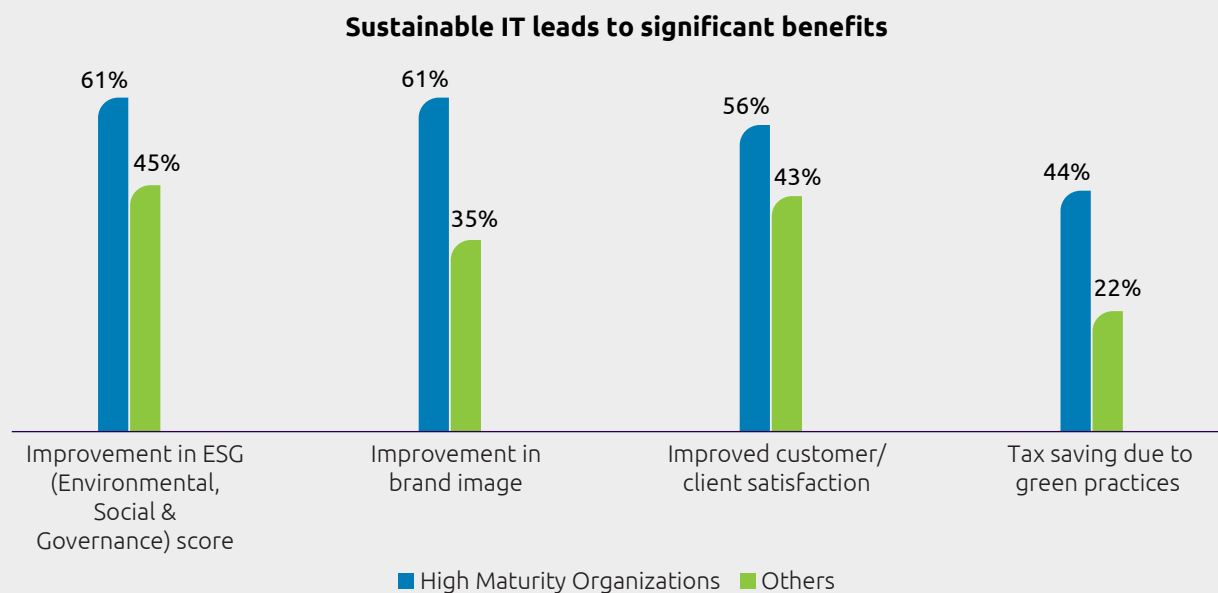 Sustainable IT leads to significant benefits
61%
45%
61%
35%
56%
43%
44%
22%
Improvement in ESG
(Environmental,
Social &
Governance) score
Improvement in
brand image
Improved customer/
client satisfaction
Tax saving due to
green practices
High Maturity Organizations
Others